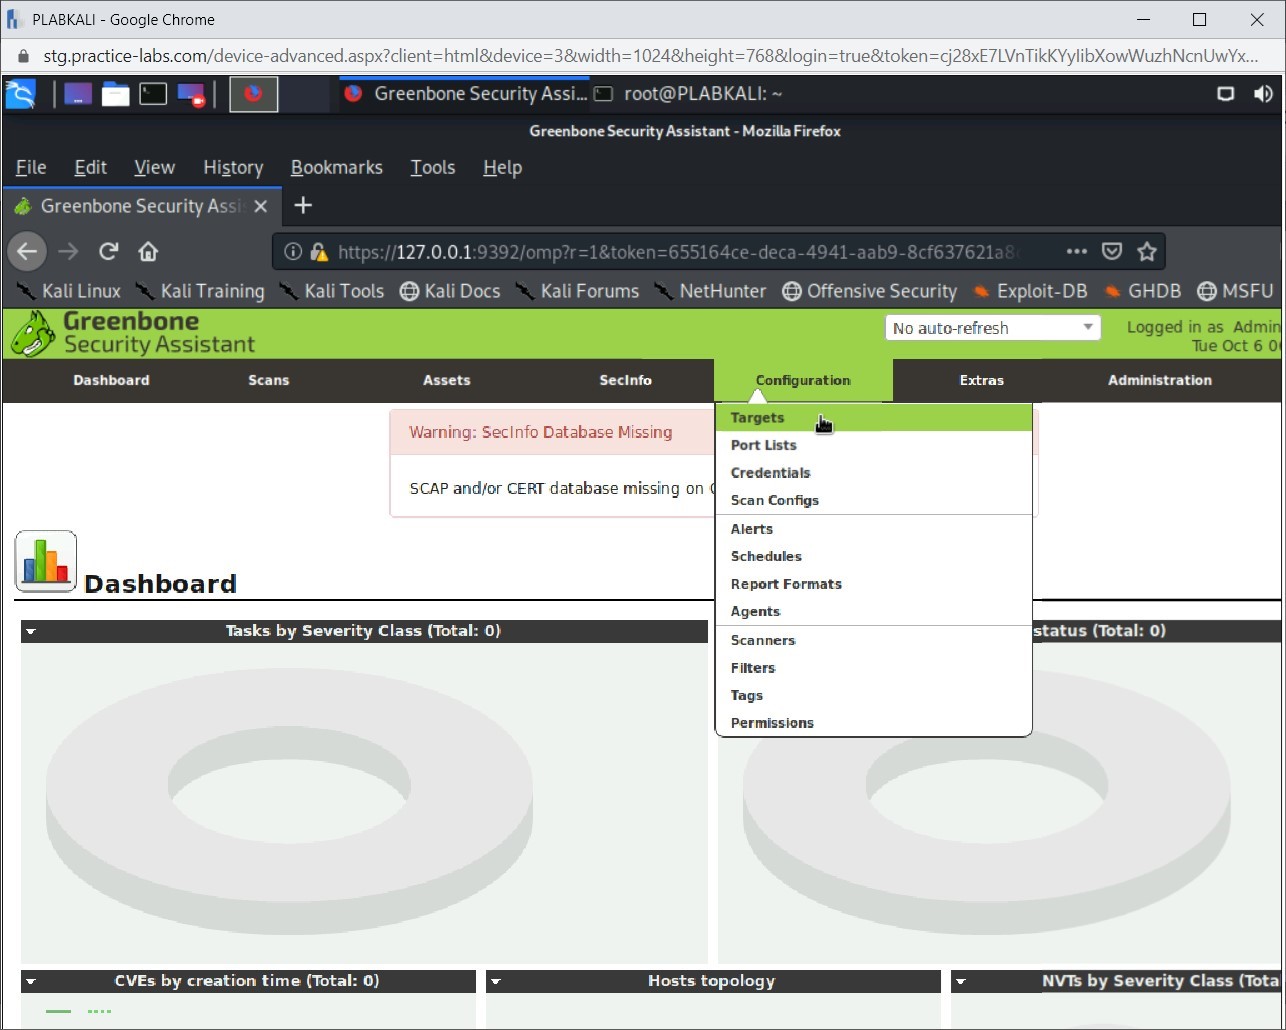 PLABKALI - Google Chrome
stg.practice-labs.com/device-advanced.aspx?client=html&device=3&width=1024&height=768&login=true&token=cj28xE7LVnTikKYylibXowWuzhNcnUwYx...
Greenbone Security Assi...
root@PLABKALI: ~
Greenbone Security Assistant - Mozilla Firefox
File Edit View History Bookmarks Tools Help
Greenbone Security Assi
https://127.0.0.1:9392/omp?r=1&token=655164ce-deca-4941-aab9-8cf637621a8
Kali Linux Kali Training Kali Tools Kali Docs Kali Forums NetHunter Offensive Security Exploit-DB GHDB MSFU
Greenbone
Security Assistant
No auto-refresh
Logged in as Admin
Tue Oct 6 0
Dashboard Scans Assets SecInfo Configuration Extras Administration
Targets
Port Lists
Credentials
Scan Configs
Alerts
Schedules
Report Formats
Agents
Scanners
Filters
Tags
Permissions
Warning: SecInfo Database Missing
SCAP and/or CERT database missing on
Dashboard
Tasks by Severity Class (Total: 0)
status (Total: 0)
CVEs by creation time (Total: 0)
Hosts topology
NVTs by Severity Class (Tota